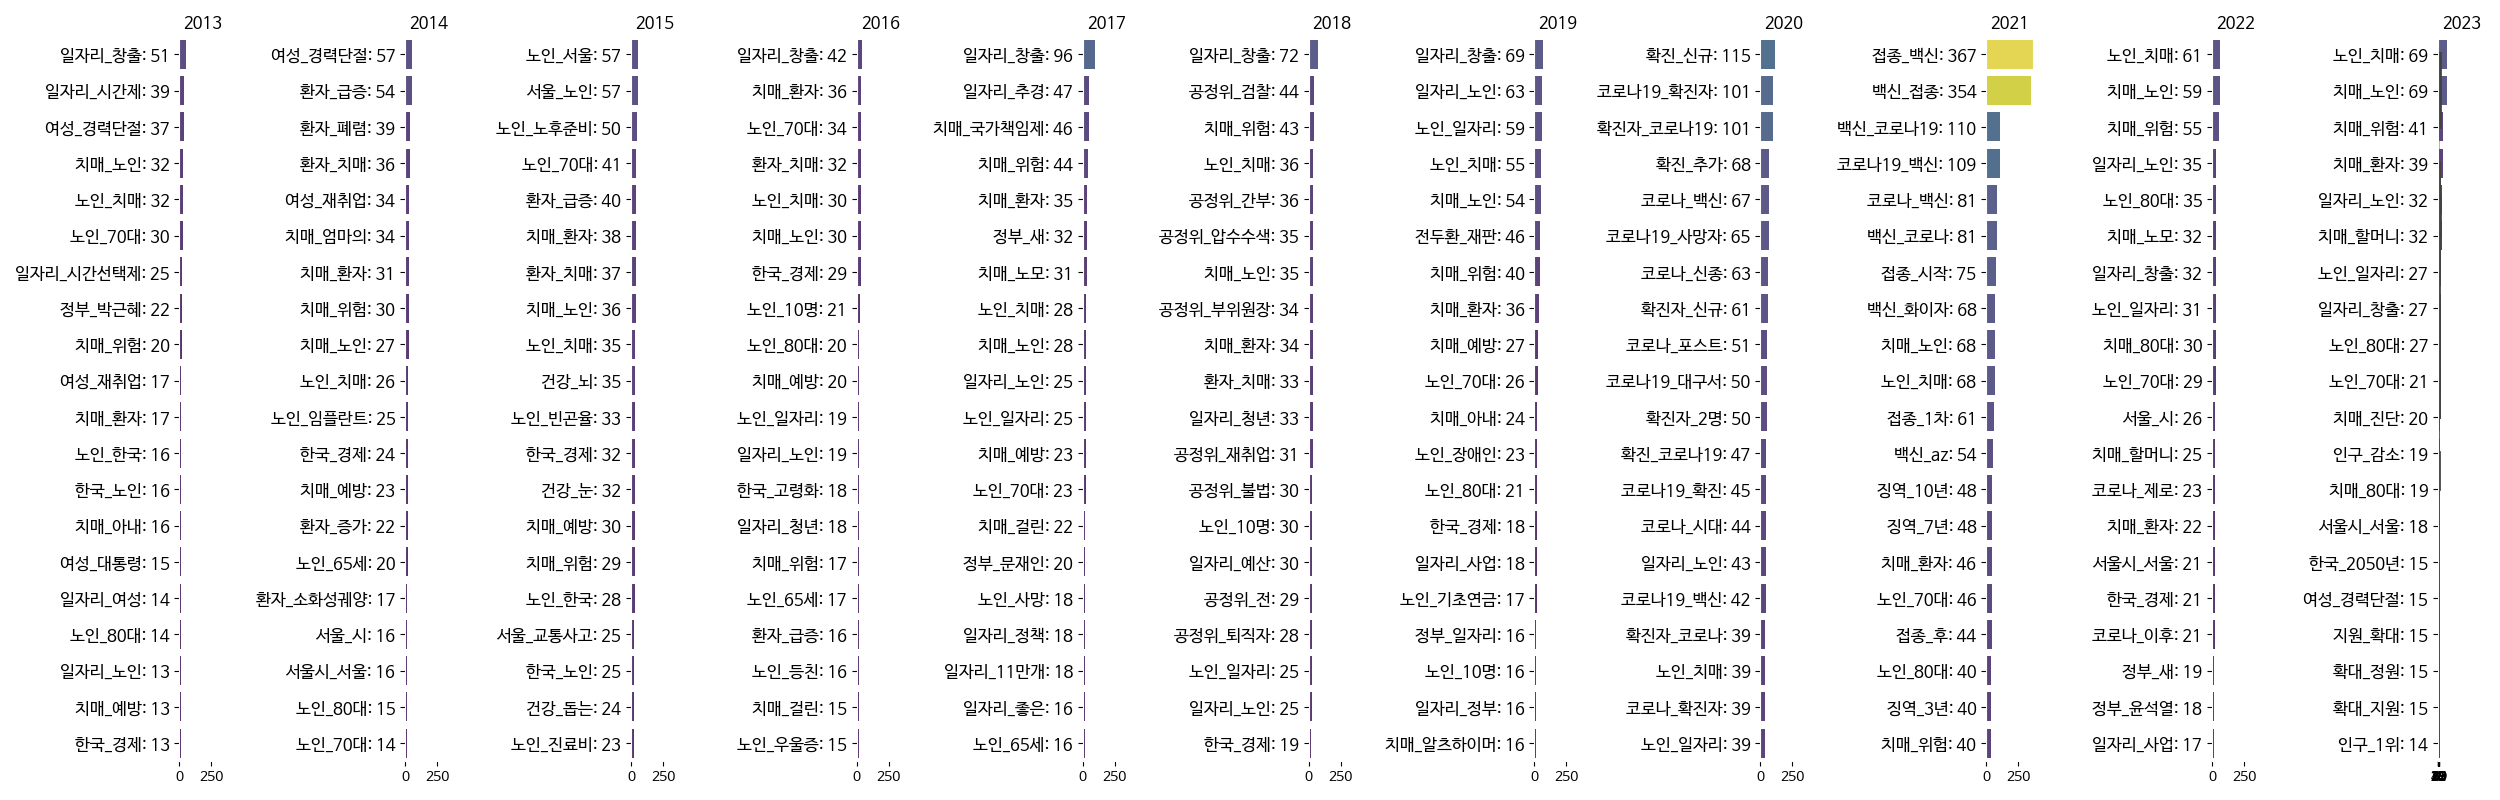 2013
일자리_창출: 51
일자리_시간제: 39
여성_경력단절: 37
치매_노인: 32
노인_치매: 32
노인_70대: 30
일자리_시간선택제: 25
정부_박근혜: 22
치매_위험: 20
여성_재취업: 17
치매_환자: 17
노인_한국: 16
한국_노인: 16
치매_아내: 16
여성_대통령: 15
일자리_여성: 14
노인_80대: 14
일자리_노인: 13
치매_예방: 13
한국_경제: 13
0 250
2014
여성_경력단절: 57
환자_급증: 54
환자_폐렴: 39
환자_치매: 36
여성_재취업: 34
치매_엄마의: 34
치매_환자: 31
치매_위험: 30
치매_노인: 27
노인_치매: 26
노인_임플란트: 25
한국_경제: 24
치매_예방: 23
환자_증가: 22
노인_65세: 20
환자_소화성궤양: 17
서울_시: 16
서울시_서울: 16
노인_80대: 15
노인_70대: 14
0 250
2015
노인_서울: 57
서울_노인: 57
노인_노후준비: 50
노인_70대: 41
환자_급증: 40
치매_환자: 38
환자_치매: 37
치매_노인: 36
노인_치매: 35
건강_뇌: 35
노인_빈곤율: 33
한국_경제: 32
건강_눈: 32
치매_예방: 30
치매_위험: 29
노인_한국: 28
서울_교통사고: 25
한국_노인: 25
건강_돕는: 24
노인_진료비: 23
0 250
2016
일자리_창출: 42
치매_환자: 36
노인_70대: 34
환자_치매: 32
노인_치매: 30
치매_노인: 30
한국_경제: 29
노인_10명: 21
노인_80대: 20
치매_예방: 20
노인_일자리: 19
일자리_노인: 19
한국_고령화: 18
일자리_청년: 18
치매_위험: 17
노인_65세: 17
환자_급증: 16
노인_등친: 16
치매_걸린: 15
노인_우울증: 15
0 250
2017
일자리_창출: 96
일자리_추경: 47
치매_국가책임제: 46
치매_위험: 44
치매_환자: 35
정부_새: 32
치매_노모: 31
노인_치매: 28
치매_노인: 28
일자리_노인: 25
노인_일자리: 25
치매_예방: 23
노인_70대: 23
치매_걸린: 22
정부_문재인: 20
노인_사망: 18
일자리_정책: 18
일자리_11만개: 18
일자리_좋은: 16
노인_65세: 16
0 250
2018
일자리_창출: 72
공정위_검찰: 44
치매_위험: 43
노인_치매: 36
공정위_간부: 36
공정위_압수수색: 35
치매_노인: 35
공정위_부위원장: 34
치매_환자: 34
환자_치매: 33
일자리_청년: 33
공정위_재취업: 31
공정위_불법: 30
노인_10명: 30
일자리_예산: 30
공정위_전: 29
공정위_퇴직자: 28
노인_일자리: 25
일자리_노인: 25
한국_경제: 19
0 250
2019
일자리_창출: 69
일자리_노인: 63
노인_일자리: 59
노인_치매: 55
치매_노인: 54
전두환_재판: 46
치매_위험: 40
치매_환자: 36
치매_예방: 27
노인_70대: 26
치매_아내: 24
노인_장애인: 23
노인_80대: 21
한국_경제: 18
일자리_사업: 18
노인_기초연금: 17
정부_일자리: 16
노인_10명: 16
일자리_정부: 16
치매_알츠하이머: 16
0 250
2020
확진_신규: 115
코로나19_확진자: 101
확진자_코로나19: 101
확진_추가: 68
코로나_백신: 67
코로나19_사망자: 65
코로나_신종: 63
확진자_신규: 61
코로나_포스트: 51
코로나19_대구서: 50
확진자_2명: 50
확진_코로나19: 47
코로나19_확진: 45
코로나_시대: 44
일자리_노인: 43
코로나19_백신: 42
확진자_코로나: 39
노인_치매: 39
코로나_확진자: 39
노인_일자리: 39
0 250
2021
접종_백신: 367
백신_접종: 354
백신_코로나19: 110
코로나19_백신: 109
코로나_백신: 81
백신_코로나: 81
접종_시작: 75
백신_화이자: 68
치매_노인: 68
노인_치매: 68
접종_1차: 61
백신_az: 54
징역_10년: 48
징역_7년: 48
치매_환자: 46
노인_70대: 46
접종_후: 44
노인_80대: 40
징역_3년: 40
치매_위험: 40
0 250
2022
노인_치매: 61
치매_노인: 59
치매_위험: 55
일자리_노인: 35
노인_80대: 35
치매_노모: 32
일자리_창출: 32
노인_일자리: 31
치매_80대: 30
노인_70대: 29
서울_시: 26
치매_할머니: 25
코로나_제로: 23
치매_환자: 22
서울시_서울: 21
한국_경제: 21
코로나_이후: 21
정부_새: 19
정부_윤석열: 18
일자리_사업: 17
0 250
2023
노인_치매: 69
치매_노인: 69
치매_위험: 41
치매_환자: 39
일자리_노인: 32
치매_할머니: 32
노인_일자리: 27
일자리_창출: 27
노인_80대: 27
노인_70대: 21
치매_진단: 20
인구_감소: 19
치매_80대: 19
서울시_서울: 18
한국_2050년: 15
여성_경력단절: 15
지원_확대: 15
확대_정원: 15
확대_지원: 15
인구_1위: 14